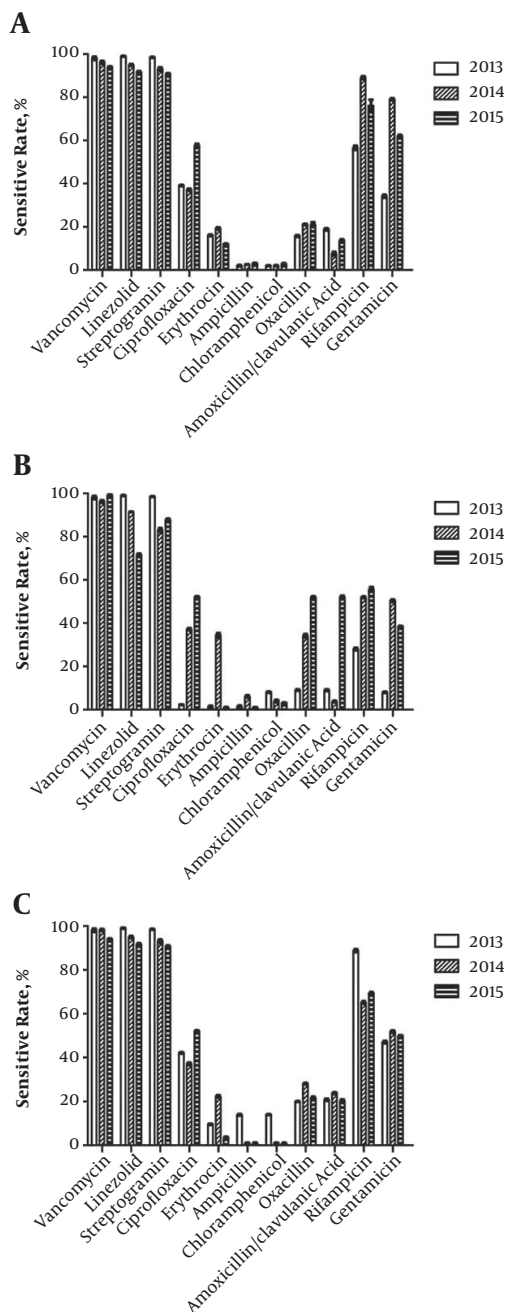 A
100
80
60
40
20
0
Sensitive Rate, %
2013
2014
2015
Vancomycin
Linezolid
Streptogramin
Ciprofloxacin
Erythrocin
Ampicillin
Chloramphenicol
Oxacillin
Amoxicillin/clavulanic Acid
Rifampicin
Gentamicin
B
100
80
60
40
20
0
Sensitive Rate, %
2013
2014
2015
Vancomycin
Linezolid
Streptogramin
Ciprofloxacin
Erythrocin
Ampicillin
Chloramphenicol
Oxacillin
Amoxicillin/clavulanic Acid
Rifampicin
Gentamicin
C
100
80
60
40
20
0
Sensitive Rate, %
2013
2014
2015
Vancomycin
Linezolid
Streptogramin
Ciprofloxacin
Erythrocin
Ampicillin
Chloramphenicol
Oxacillin
Amoxicillin/clavulanic Acid
Rifampicin
Gentamicin